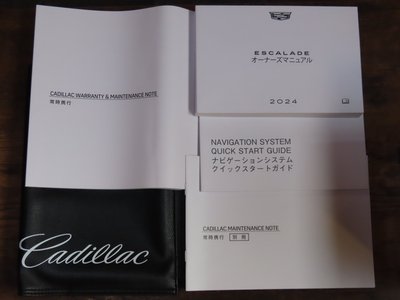 CADILLAC WARRANTY & MAINTENANCE NOTE
常時携行
ESCALADE
オーナーズマニュアル
2024
NAVIGATION SYSTEM
QUICK START GUIDE
ナビゲーションシステム
クイックスタートガイド
CADILLAC MAINTENANCE NOTE
常時携行 別冊
Cadillac